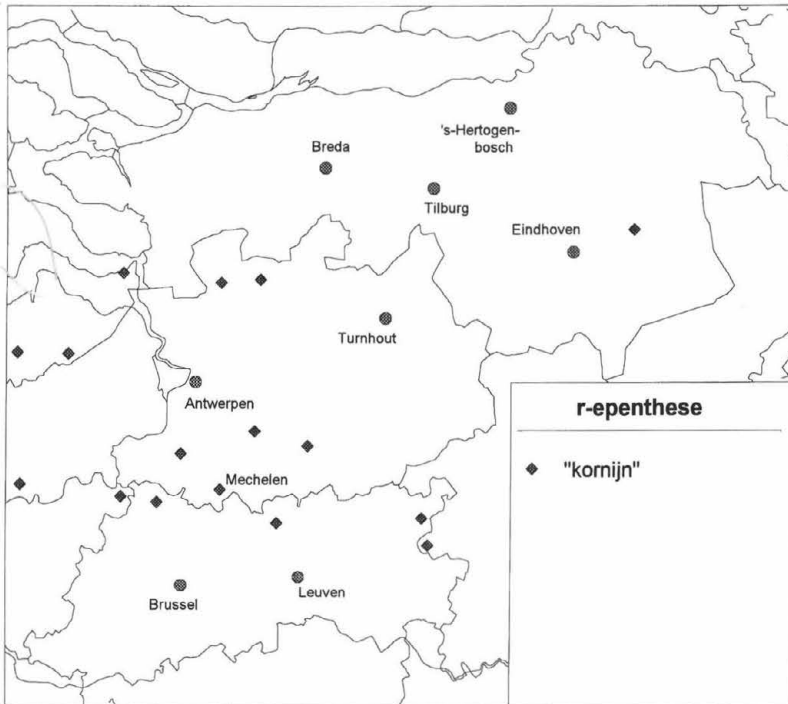 's-Hertogen-
bosch
Breda
Tilburg
Eindhoven
Turnhout
Antwerpen
r-epenthese
"kornijn"
Mechelen
Leuven
Brussel